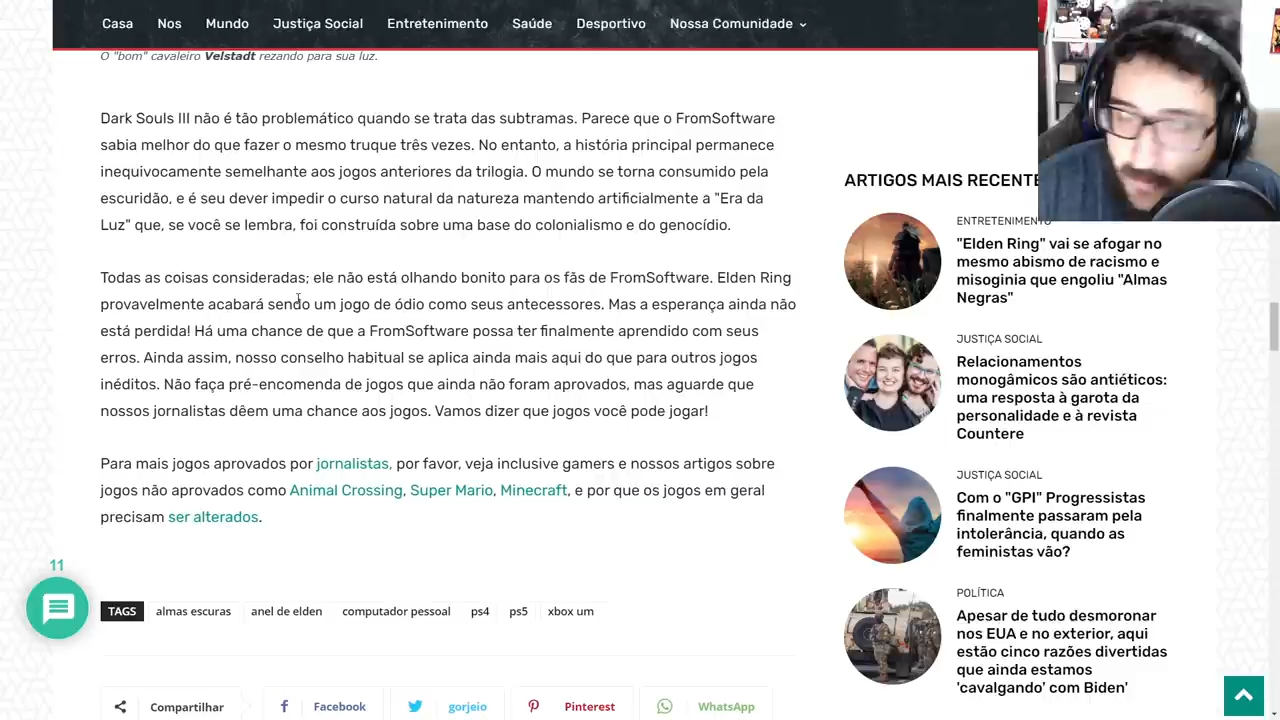 Casa Nos Mundo Justiça Social Entretenimento Saúde Desportivo Nossa Comunidade
O "bom" cavaleiro Velstadt rezando para sua luz.
Dark Souls III não é tão problemático quando se trata das subtramas. Parece que o FromSoftware
sabia melhor do que fazer o mesmo truque três vezes. No entanto, a história principal permanece
inequivocamente semelhante aos jogos anteriores da trilogia. O mundo se torna consumido pela
escuridão, e é seu dever impedir o curso natural da natureza mantendo artificialmente a "Era da
Luz" que, se você se lembra, foi construída sobre uma base do colonialismo e do genocídio.
Todas as coisas consideradas; ele não está olhando bonito para os fãs de FromSoftware. Elden Ring
provavelmente acabará sendo um jogo de ódio como seus antecessores. Mas a esperança ainda não
está perdida! Há uma chance de que a FromSoftware possa ter finalmente aprendido com seus
erros. Ainda assim, nosso conselho habitual se aplica ainda mais aqui do que para outros jogos
inéditos. Não faça pré-encomenda de jogos que ainda não foram aprovados, mas aguarde que
nossos jornalistas dêem uma chance aos jogos. Vamos dizer que jogos você pode jogar!
Para mais jogos aprovados por jornalistas, por favor, veja inclusive gamers e nossos artigos sobre
jogos não aprovados como Animal Crossing, Super Mario, Minecraft, e por que os jogos em geral
precisam ser alterados.
11
TAGS almas escuras anel de elden computador pessoal ps4 ps5 xbox um
Compartilhar Facebook gorjeio Pinterest WhatsApp
ARTIGOS MAIS RECENTE
ENTRETENIMENTO
"Elden Ring" vai se afogar no
mesmo abismo de racismo e
misoginia que engoliu "Almas
Negras"
JUSTIÇA SOCIAL
Relacionamentos
monogâmicos são antiéticos:
uma resposta à garota da
personalidade e à revista
Countere
JUSTIÇA SOCIAL
Com o "GPI" Progressistas
finalmente passaram pela
intolerância, quando as
feministas vão?
POLÍTICA
Apesar de tudo desmoronar
nos EUA e no exterior, aqui
estão cinco razões divertidas
que ainda estamos
'cavalgando' com Biden'